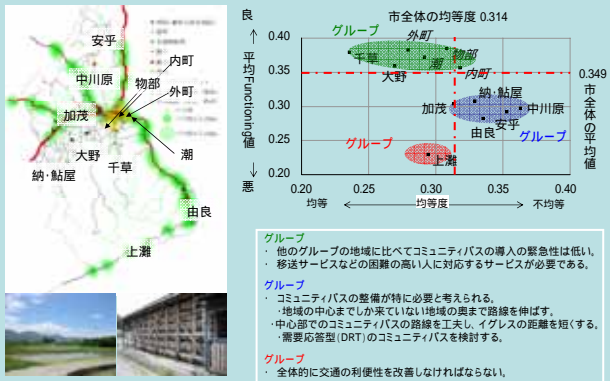 安乎
内町
中川原
物部
外町
加茂
大野
千草
潮
納･鮎屋
由良
上灘
市全体の均等度 0.314
良
↑
平均Functioning値
↓
悪
0.40
0.35
0.30
0.25
0.20
グループ
外町
物部
千草
潮
大野
内町
0.349
市全体の平均値
納･鮎屋
加茂
中川原
安乎
由良
グループ
グループ
上灘
0.20
0.25
0.30
0.35
0.40
均等
均等度
不均等
グループ
・ 他のグループの地域に比べてコミュニティバスの導入の緊急性は低い。
・ 移送サービスなどの困難の高い人に対応するサービスが必要である。
グループ
・ コミュニティバスの整備が特に必要と考えられる。
・地域の中心までしか来ていない地域の奥まで路線を伸ばす。
・中心部でのコミュニティバスの路線を工夫し、イグレスの距離を短くする。
・需要応答型(DRT)のコミュニティバスを検討する。
グループ
・ 全体的に交通の利便性を改善しなければならない。